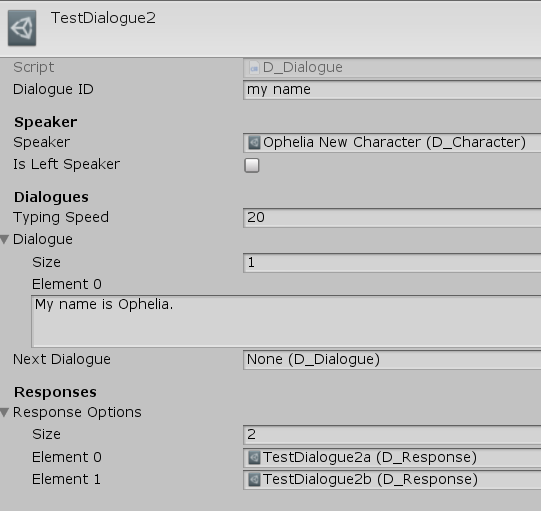 TestDialogue2
Script D_Dialogue
Dialogue ID my name
Speaker
Speaker Ophelia New Character (D_Character)
Is Left Speaker
Dialogues
Typing Speed 20
Dialogue
Size 1
Element 0
My name is Ophelia.
Next Dialogue None (D_Dialogue)
Responses
Response Options
Size 2
Element 0 TestDialogue2a (D_Response)
Element 1 TestDialogue2b (D_Response)